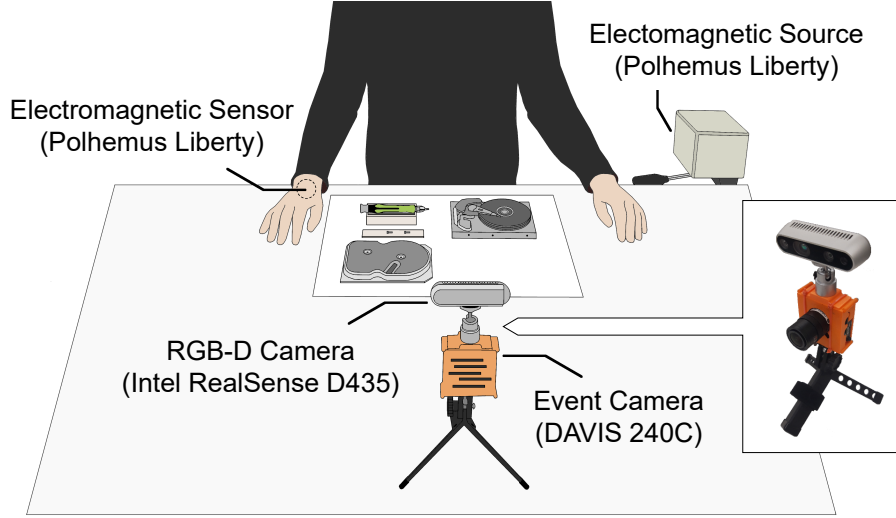 Electomagnetic Source
(Polhemus Liberty)
Electromagnetic Sensor
(Polhemus Liberty)
RGB-D Camera
(Intel RealSense D435)
Event Camera
(DAVIS 240C)